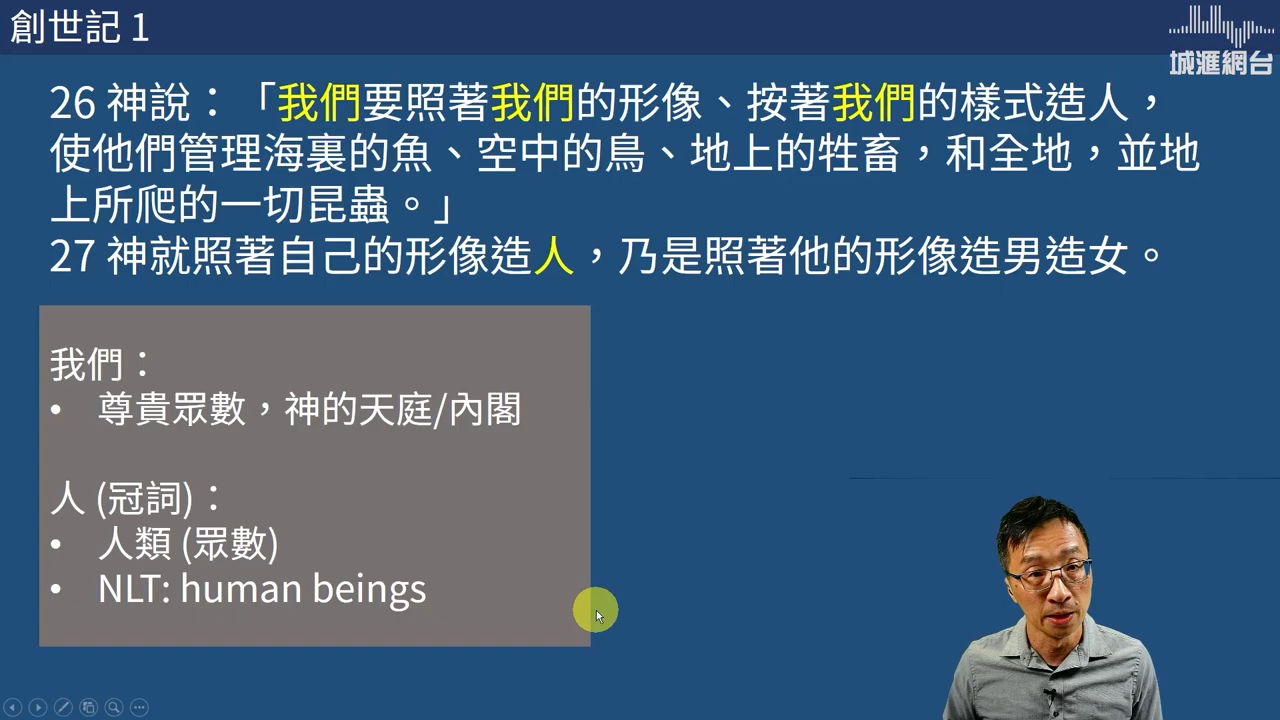 創世記 1
城滙網台
26 神說：「我們要照著我們的形像、按著我們的樣式造人，
使他們管理海裏的魚、空中的鳥、地上的牲畜，和全地，並地
上所爬的一切昆蟲。」
27 神就照著自己的形像造人，乃是照著他的形像造男造女。
我們：
• 尊貴眾數，神的天庭/內閣
人 (冠詞)：
• 人類 (眾數)
• NLT: human beings